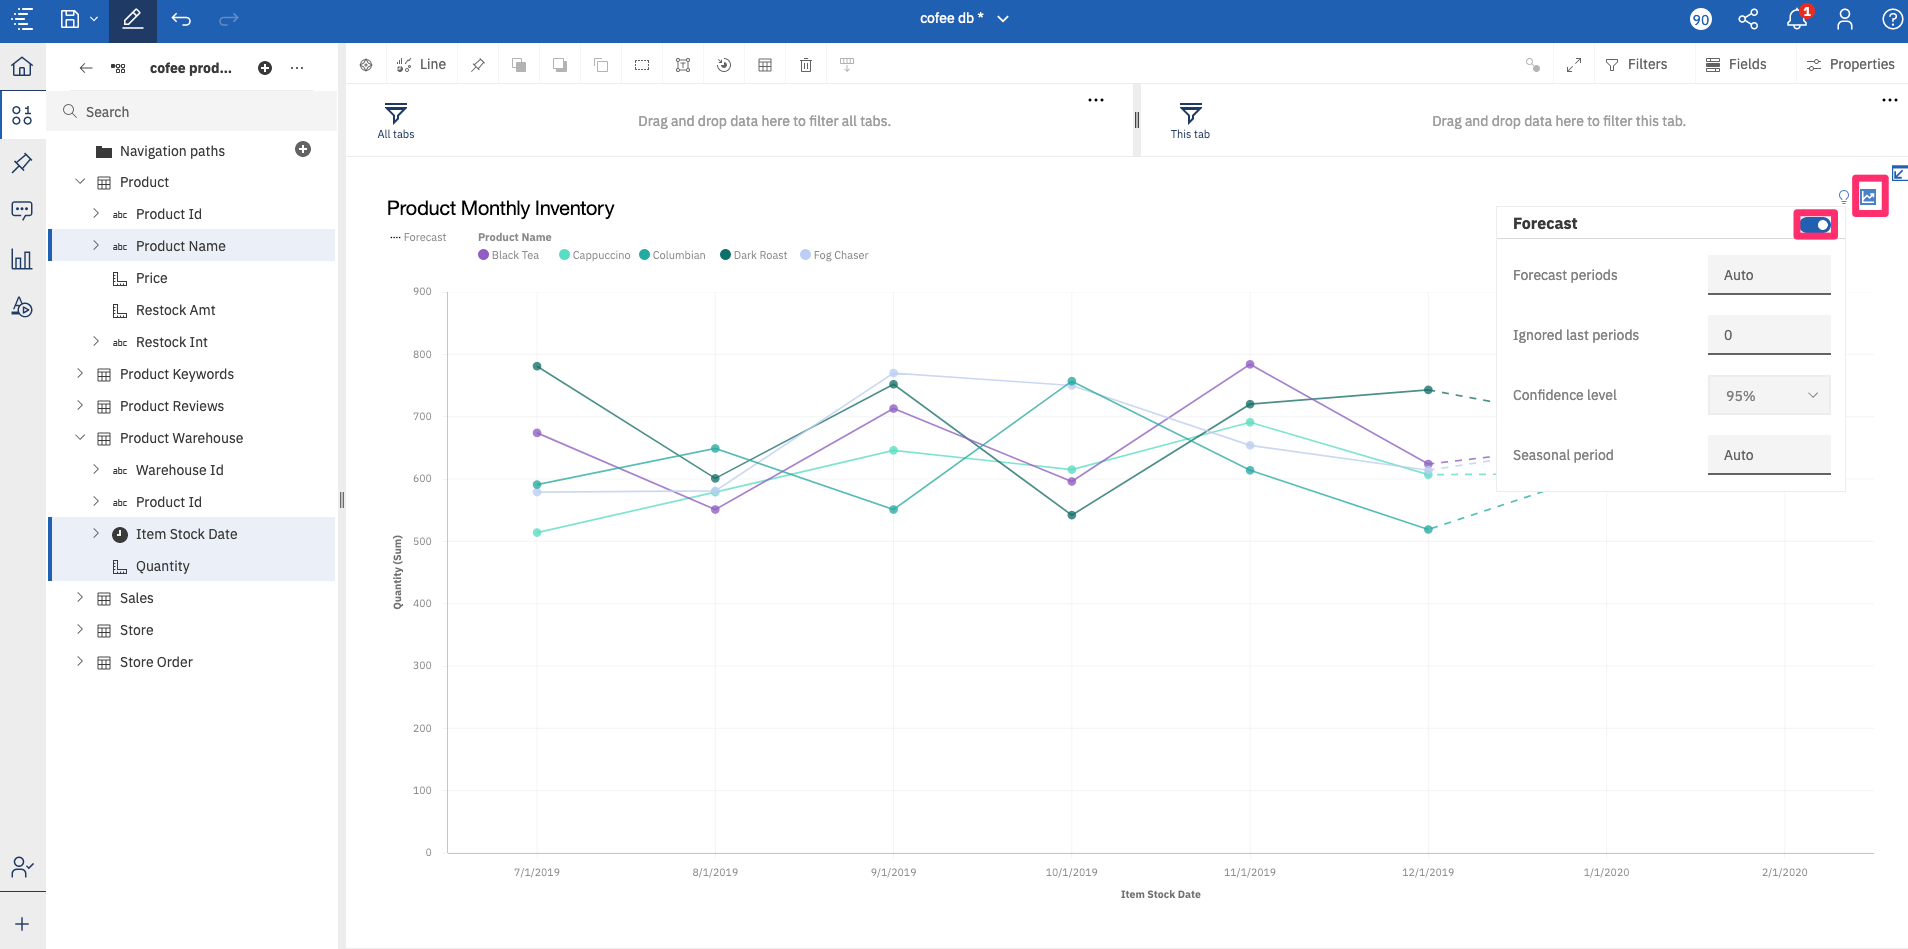 cofee db *
90
1
cofee prod...
Line
Filters
Fields
Properties
Search
All tabs
Drag and drop data here to filter all tabs.
This tab
Drag and drop data here to filter this tab.
Navigation paths
Product
abc Product Id
abc Product Name
Price
Restock Amt
abc Restock Int
Product Keywords
Product Reviews
Product Warehouse
abc Warehouse Id
abc Product Id
Item Stock Date
Quantity
Sales
Store
Store Order
Product Monthly Inventory
Forecast
Product Name
Black Tea
Cappuccino
Columbian
Dark Roast
Fog Chaser
Forecast
Forecast periods Auto
Ignored last periods 0
Confidence level 95%
Seasonal period Auto
900
800
700
600
500
400
300
200
100
0
Quantity (Sum)
7/1/2019 8/1/2019 9/1/2019 10/1/2019 11/1/2019 12/1/2019 1/1/2020 2/1/2020
Item Stock Date